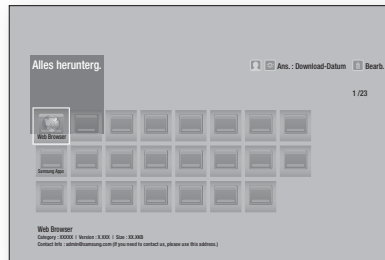 Alles herunterg.
Ans. : Download-Datum Bearb.
1 /23
Web Browser
Samsung Apps
Web Browser
Category : XXXXX | Version : X.XXX | Size : XX.XMB
Contact Info : admin@samsung.com (If you need to contact us, please use this address.)